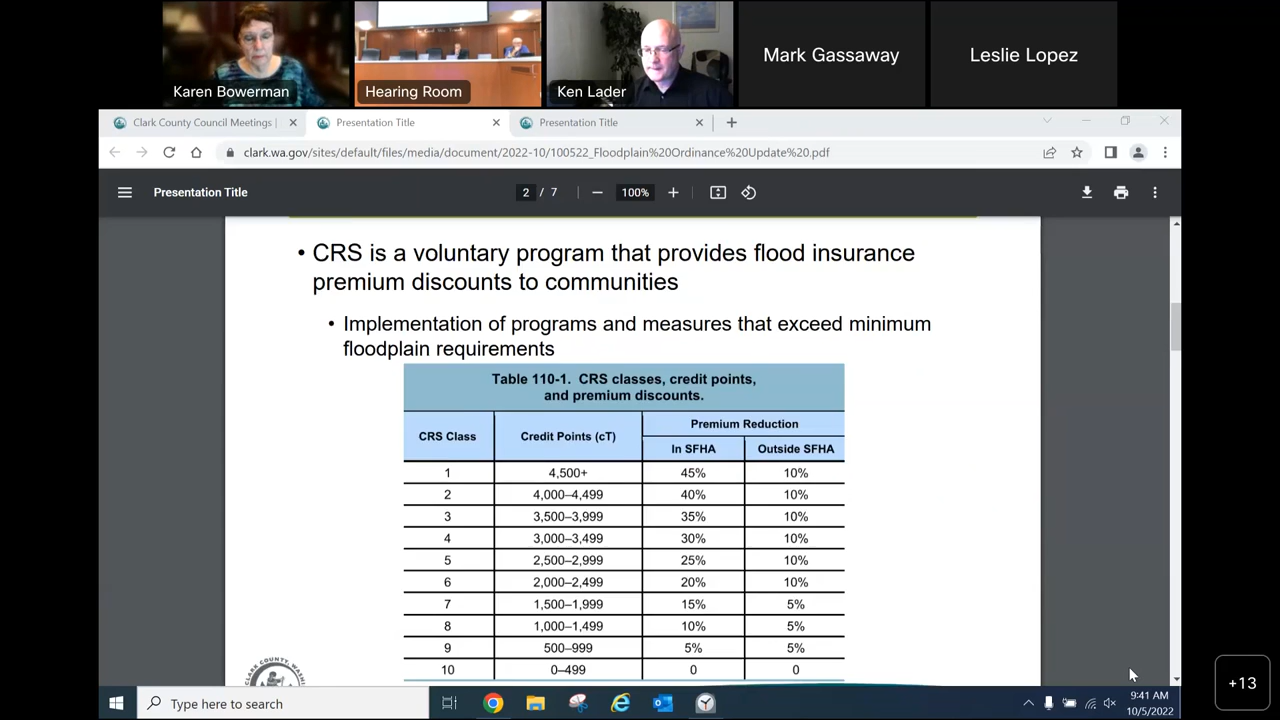 Karen Bowerman
Hearing Room
Ken Lader
Mark Gassaway
Leslie Lopez
Clark County Council Meetings |
Presentation Title
Presentation Title
clark.wa.gov/sites/default/files/media/document/2022-10/100522_Floodplain%20Ordinance%20Update%20.pdf
Presentation Title
2 / 7
100%
• CRS is a voluntary program that provides flood insurance
premium discounts to communities
• Implementation of programs and measures that exceed minimum
floodplain requirements
Table 110-1. CRS classes, credit points,
and premium discounts.
CRS Class Credit Points (cT) Premium Reduction
In SFHA Outside SFHA
1 4,500+ 45% 10%
2 4,000–4,499 40% 10%
3 3,500–3,999 35% 10%
4 3,000–3,499 30% 10%
5 2,500–2,999 25% 10%
6 2,000–2,499 20% 10%
7 1,500–1,999 15% 5%
8 1,000–1,499 10% 5%
9 500–999 5% 5%
10 0–499 0 0
CLARK COUNTY, WASHI
+13
Type here to search
9:41 AM
10/5/2022